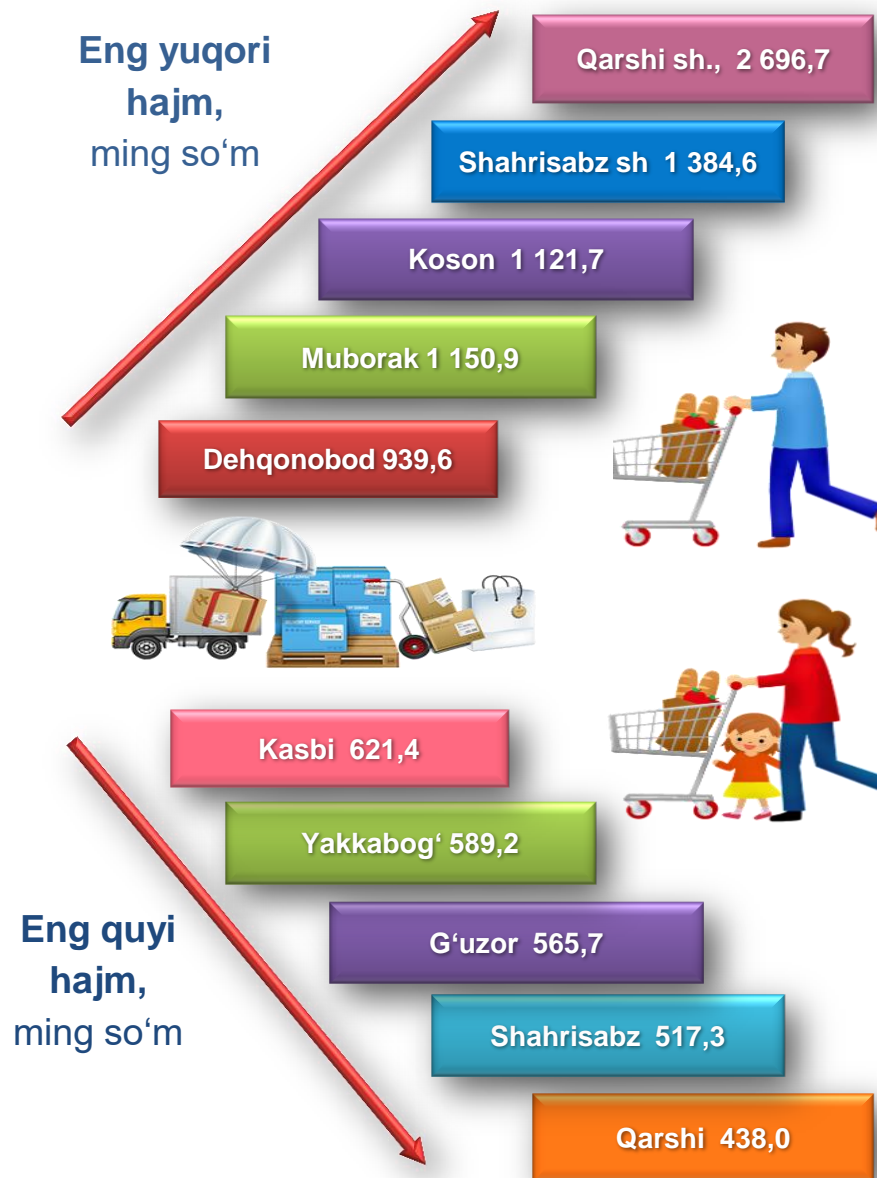 Eng yuqori
hajm,
ming so‘m
Qarshi sh., 2 696,7
Shahrisabz sh 1 384,6
Koson 1 121,7
Muborak 1 150,9
Dehqonobod 939,6
Kasbi 621,4
Yakkabog‘ 589,2
G‘uzor 565,7
Shahrisabz 517,3
Qarshi 438,0
Eng quyi
hajm,
ming so‘m